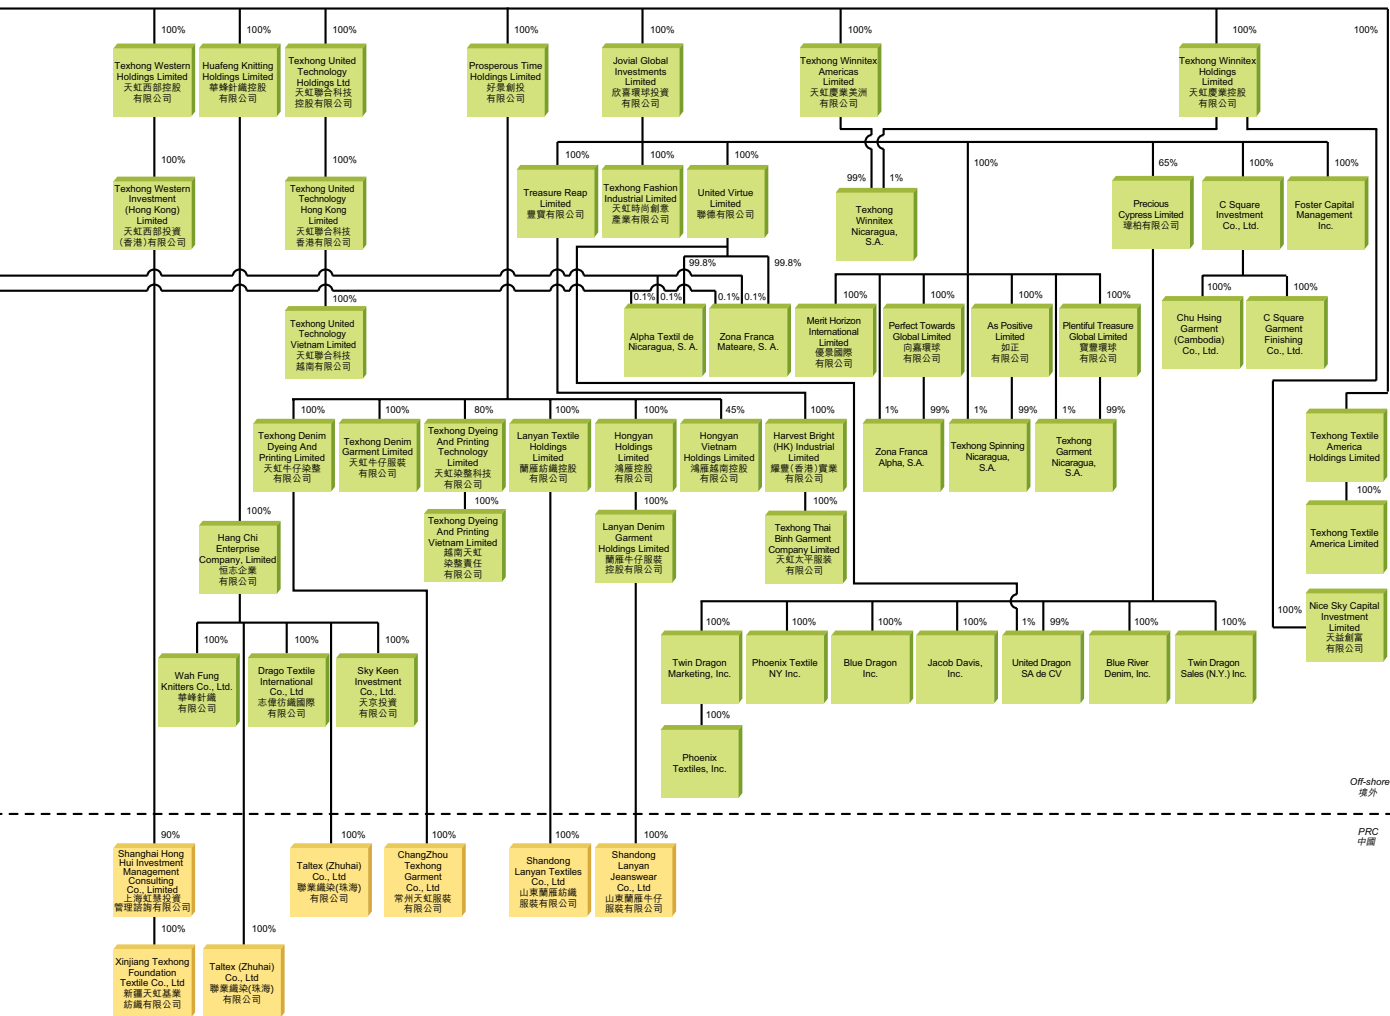 100%
100%
100%
100%
100%
100%
100%
100%
Texhong Western
Holdings Limited
天虹西部控股
有限公司
Huafeng Knitting
Holdings Limited
華蜂針織控股
有限公司
Texhong United
Technology
Holdings Ltd
天虹聯合科技
控股有限公司
Prosperous Time
Holdings Limited
好景創投
有限公司
Jovial Global
Investments
Limited
欣喜環球投資
有限公司
Texhong Winnitex
Americas
Limited
天虹慶業美洲
有限公司
Texhong Winnitex
Holdings
Limited
天虹慶業控股
有限公司
100%
100%
100%
100%
100%
99%
1%
100%
65%
100%
100%
Texhong Western
Investment
(Hong Kong)
Limited
天虹西部投資
(香港)有限公司
Texhong United
Technology
Hong Kong
Limited
天虹聯合科技
香港有限公司
Treasure Reap
Limited
豐寶有限公司
Texhong Fashion
Industrial Limited
天虹時尚創意
產業有限公司
United Virtue
Limited
聯德有限公司
Texhong
Winnitex
Nicaragua,
S.A.
Precious
Cypress Limited
瑋柏有限公司
C Square
Investment
Co., Ltd.
Foster Capital
Management
Inc.
99.8%
99.8%
100%
0.1%
0.1%
0.1%
0.1%
100%
100%
100%
100%
100%
100%
Texhong United
Technology
Vietnam Limited
天虹聯合科技
越南有限公司
Alpha Textil de
Nicaragua, S. A.
Zona Franca
Mateare, S. A.
Merit Horizon
International
Limited
優景國際
有限公司
Perfect Towards
Global Limited
向嘉環球
有限公司
As Positive
Limited
如正
有限公司
Plentiful Treasure
Global Limited
寶豐環球
有限公司
Chu Hsing
Garment
(Cambodia)
Co., Ltd.
C Square
Garment
Finishing
Co., Ltd.
100%
100%
80%
100%
100%
45%
100%
1%
99%
1%
99%
1%
99%
Texhong Denim
Dyeing And
Printing Limited
天虹牛仔染整
有限公司
Texhong Denim
Garment Limited
天虹牛仔服裝
有限公司
Texhong Dyeing
And Printing
Technology
Limited
天虹染整科技
有限公司
Lanyan Textile
Holdings
Limited
蘭雁紡織控股
有限公司
Hongyan
Holdings
Limited
鴻雁控股
有限公司
Hongyan
Vietnam
Holdings Limited
鴻雁越南控股
有限公司
Harvest Bright
(HK) Industrial
Limited
耀豐(香港)實業
有限公司
Zona Franca
Alpha, S.A.
Texhong Spinning
Nicaragua,
S.A.
Texhong
Garment
Nicaragua,
S.A.
Texhong Textile
America
Holdings Limited
100%
100%
100%
100%
100%
Hang Chi
Enterprise
Company, Limited
恒志企業
有限公司
Texhong Dyeing
And Printing
Vietnam Limited
越南天虹
染整責任
有限公司
Lanyan Denim
Garment
Holdings Limited
蘭雁牛仔服裝
控股有限公司
Texhong Thai
Binh Garment
Company Limited
天虹太平服裝
有限公司
Texhong Textile
America Limited
100%
100%
100%
100%
100%
100%
100%
1%
99%
100%
100%
100%
Wah Fung
Knitters Co., Ltd.
華峰針織
有限公司
Drago Textile
International
Co., Ltd
志偉彷織國際
有限公司
Sky Keen
Investment
Co., Ltd.
天京投資
有限公司
Twin Dragon
Marketing, Inc.
Phoenix Textile
NY Inc.
Blue Dragon
Inc.
Jacob Davis,
Inc.
United Dragon
SA de CV
Blue River
Denim, Inc.
Twin Dragon
Sales (N.Y.) Inc.
Nice Sky Capital
Investment
Limited
天益創富
有限公司
100%
Phoenix
Textiles, Inc.
Off-shore
境外
PRC
中國
90%
100%
100%
100%
100%
Shanghai Hong
Hui Investment
Management
Consulting
Co., Limited
上海虹慧投資
管理諮詢有限公司
Taltex (Zhuhai)
Co., Ltd
聯業織染(珠海)
有限公司
ChangZhou
Texhong
Garment
Co., Ltd
常州天虹服裝
有限公司
Shandong
Lanyan Textiles
Co., Ltd
山東蘭雁紡織
服裝有限公司
Shandong
Lanyan
Jeanswear
Co., Ltd
山東蘭雁牛仔
服裝有限公司
100%
100%
Xinjiang Texhong
Foundation
Textile Co., Ltd
新疆天虹基業
紡織有限公司
Taltex (Zhuhai)
Co., Ltd
聯業織染(珠海)
有限公司